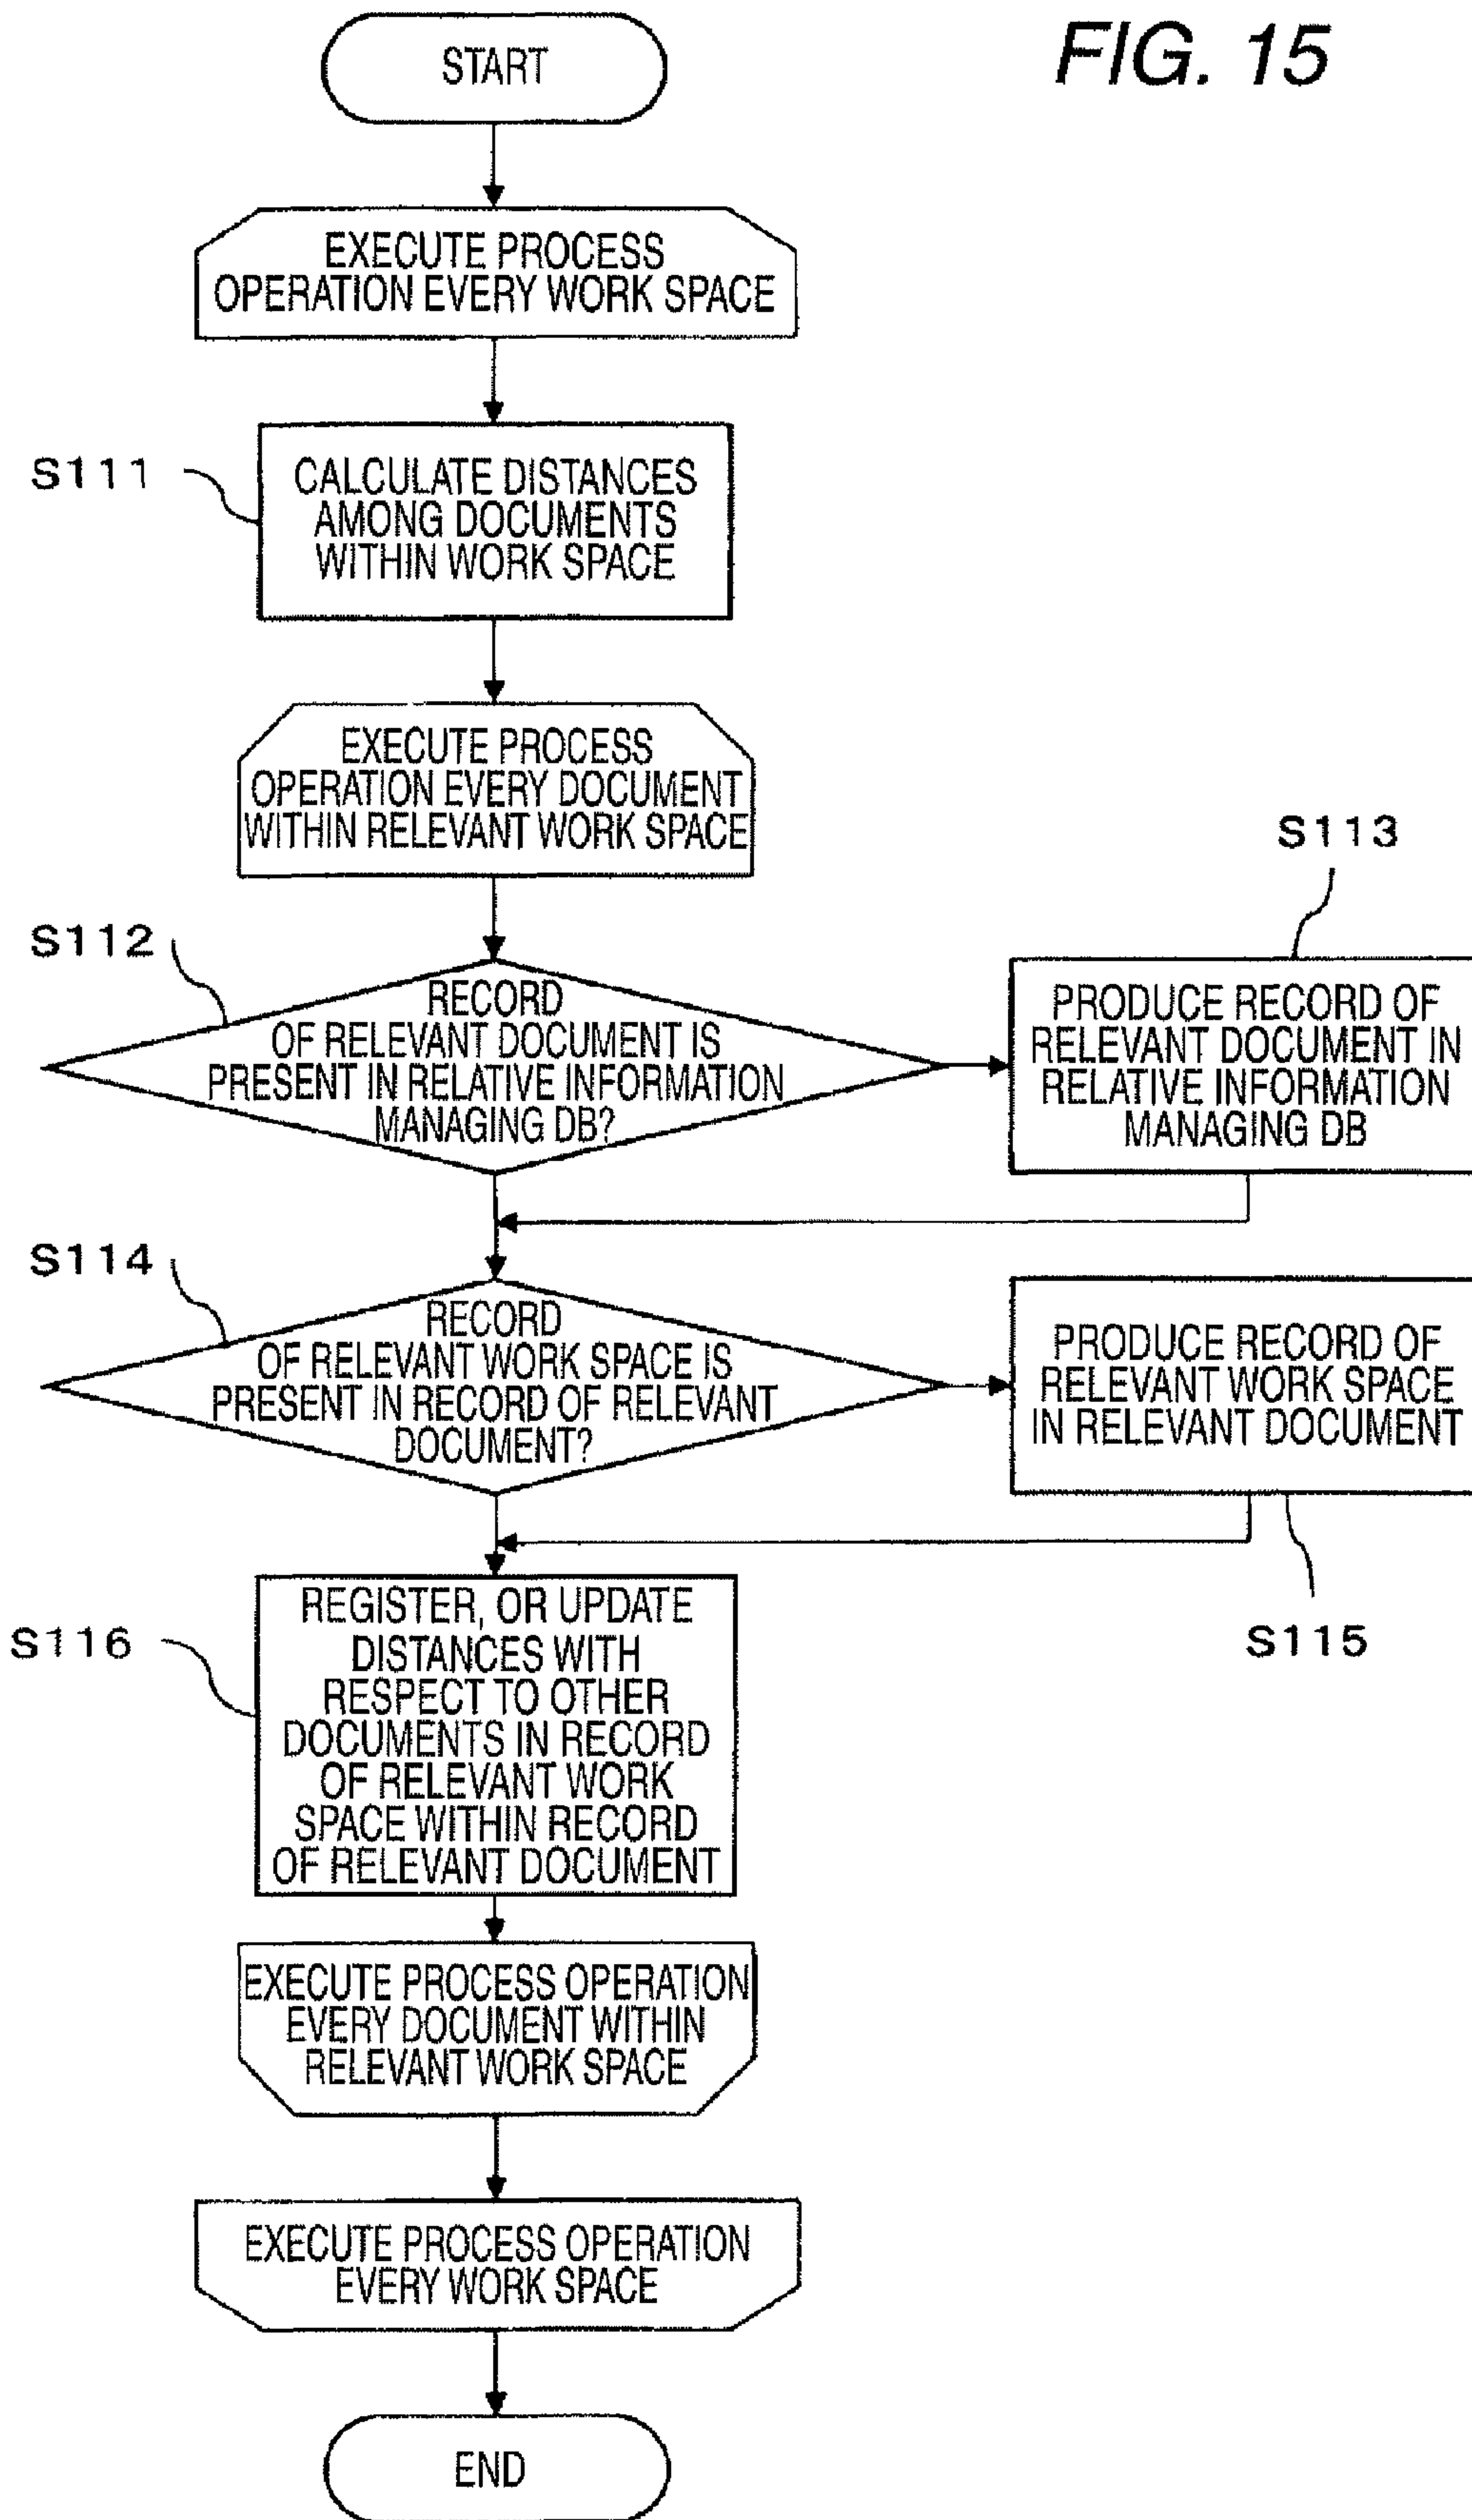 FIG. 15
START
EXECUTE PROCESS
OPERATION EVERY WORK SPACE
S111
CALCULATE DISTANCES
AMONG DOCUMENTS
WITHIN WORK SPACE
EXECUTE PROCESS
OPERATION EVERY DOCUMENT
WITHIN RELEVANT WORK SPACE
S112
RECORD
OF RELEVANT DOCUMENT IS
PRESENT IN RELATIVE INFORMATION
MANAGING DB?
S113
PRODUCE RECORD OF
RELEVANT DOCUMENT IN
RELATIVE INFORMATION
MANAGING DB
S114
RECORD
OF RELEVANT WORK SPACE IS
PRESENT IN RECORD OF RELEVANT
DOCUMENT?
PRODUCE RECORD OF
RELEVANT WORK SPACE
IN RELEVANT DOCUMENT
S115
S116
REGISTER, OR UPDATE
DISTANCES WITH
RESPECT TO OTHER
DOCUMENTS IN RECORD
OF RELEVANT WORK
SPACE WITHIN RECORD
OF RELEVANT DOCUMENT
EXECUTE PROCESS OPERATION
EVERY DOCUMENT WITHIN
RELEVANT WORK SPACE
EXECUTE PROCESS OPERATION
EVERY WORK SPACE
END